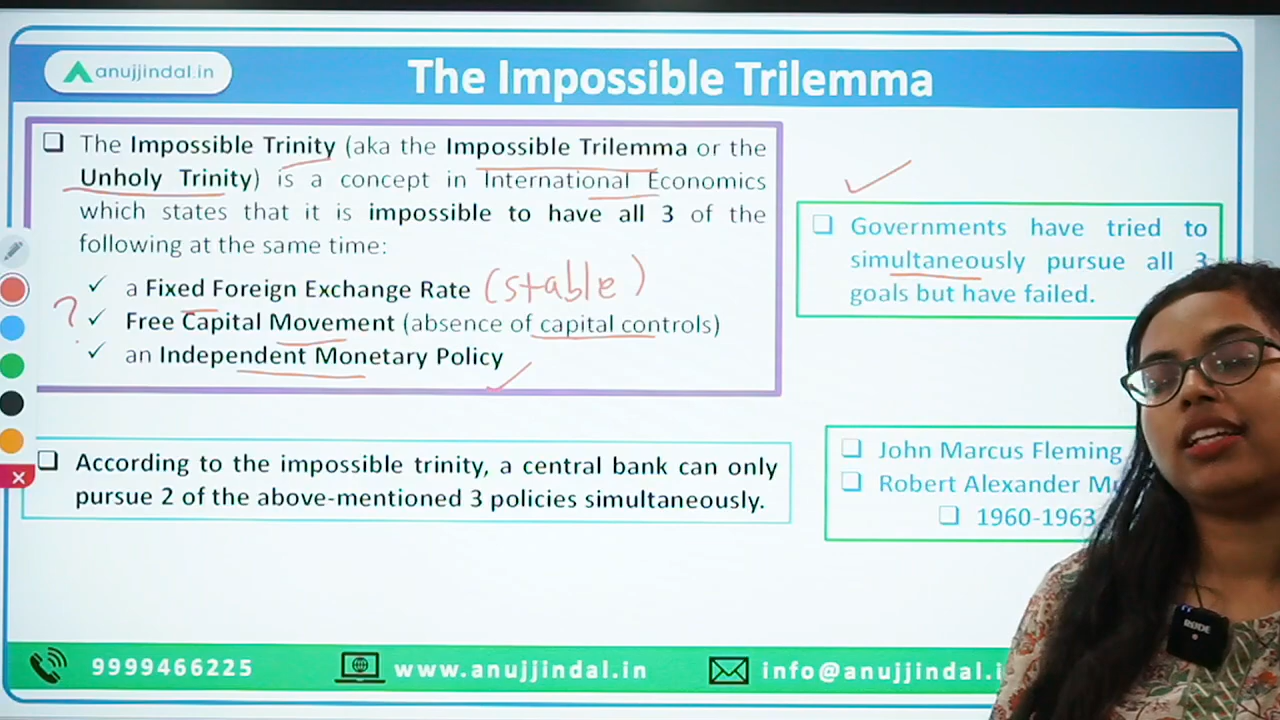 anujjindal.in
The Impossible Trilemma
❑ The Impossible Trinity (aka the Impossible Trilemma or the
Unholy Trinity) is a concept in International Economics
which states that it is impossible to have all 3 of the
following at the same time:
✓ a Fixed Foreign Exchange Rate (stable)
? ✓ Free Capital Movement (absence of capital controls)
✓ an Independent Monetary Policy
❑ Governments have tried to
simultaneously pursue all 3
goals but have failed.
❑ According to the impossible trinity, a central bank can only
pursue 2 of the above-mentioned 3 policies simultaneously.
❑ John Marcus Fleming
❑ Robert Alexander
❑ 1960-1963
9999466225
www.anujjindal.in
info@anujjindal.i
RØDE